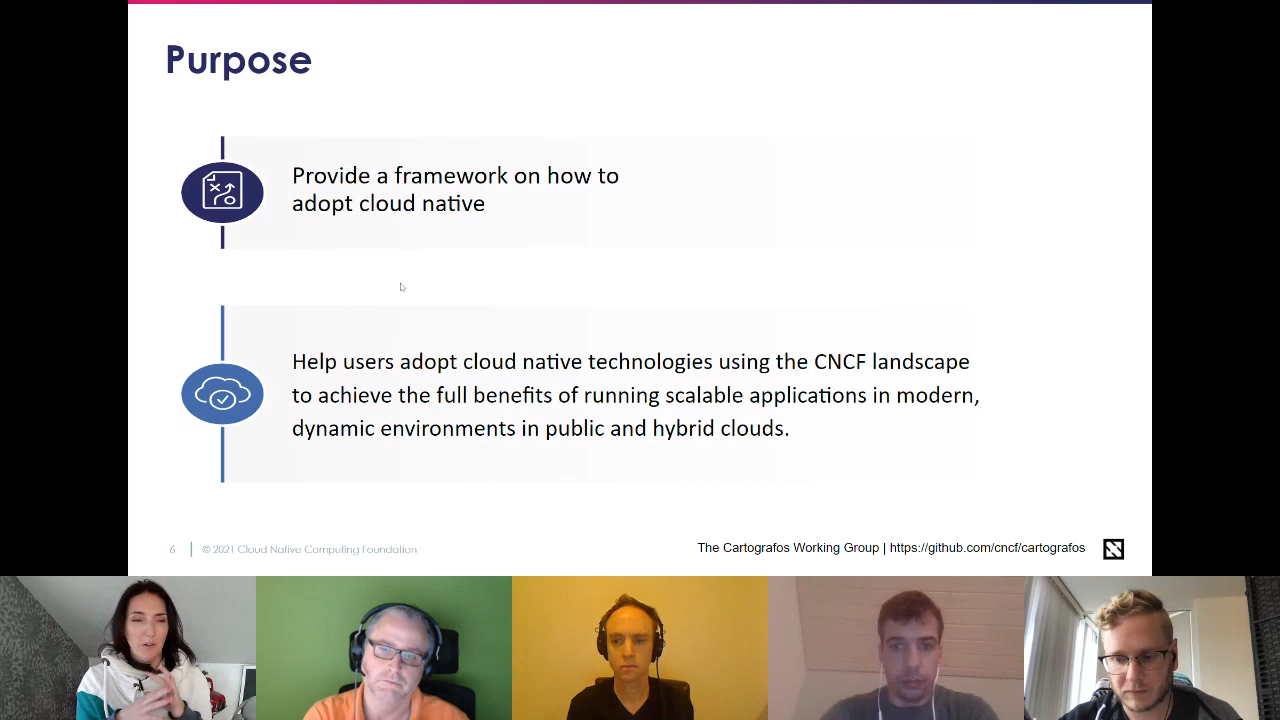 Purpose
Provide a framework on how to
adopt cloud native
Help users adopt cloud native technologies using the CNCF landscape
to achieve the full benefits of running scalable applications in modern,
dynamic environments in public and hybrid clouds.
6 | © 2021 Cloud Native Computing Foundation
The Cartografos Working Group | https://github.com/cncf/cartografos